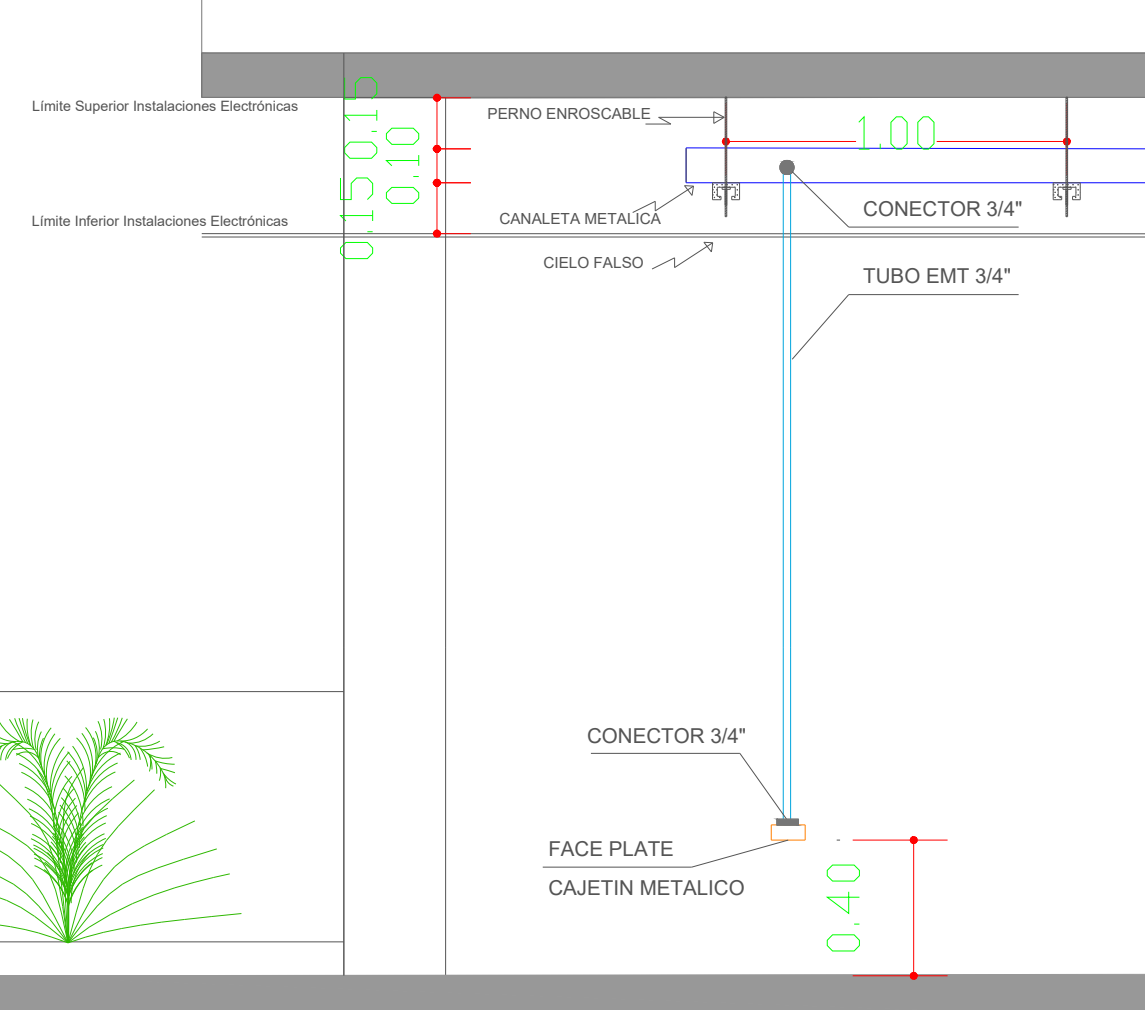 Límite Superior Instalaciones Electrónicas
PERNO ENROSCABLE
0.15
0.10
0.15
1.00
Límite Inferior Instalaciones Electrónicas
CANALETA METALICA
CONECTOR 3/4"
CIELO FALSO
TUBO EMT 3/4"
CONECTOR 3/4"
FACE PLATE
CAJETIN METALICO
0.40